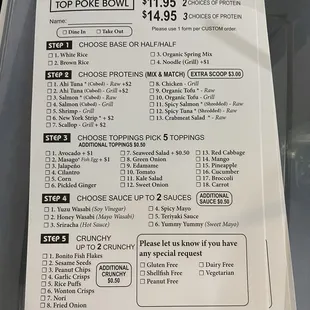 TOP POKE BOWL
$11.95 2 CHOICES OF PROTEIN
$14.95 3 CHOICES OF PROTEIN
Name:
Please use 1 form per CUSTOM order
☐ Dine In ☐ Take Out
STEP 1 CHOOSE BASE OR HALF/HALF
☐ 1. White Rice
☐ 2. Brown Rice
☐ 3. Organic Spring Mix
☐ 4. Noodle (Grill) +$1
STEP 2 CHOOSE PROTEINS (MIX & MATCH) EXTRA SCOOP $3.00
☐ 1. Ahi Tuna * (Cubed) - Raw +$2
☐ 2. Ahi Tuna (Cubed) - Grill +$2
☐ 3. Salmon * (Cubed) - Raw
☐ 4. Salmon (Cubed) - Grill
☐ 5. Shrimp - Grill
☐ 6. New York Strip * +$2
☐ 7. Scallop - Grill +$2
☐ 8. Chicken - Grill
☐ 9. Organic Tofu * - Raw
☐ 10. Organic Tofu - Grill
☐ 11. Spicy Salmon * (Shredded) - Raw
☐ 12. Spicy Tuna * (Shredded) - Raw
☐ 13. Crabmeat Salad * - Raw
STEP 3 CHOOSE TOPPINGS PICK 5 TOPPINGS
ADDITIONAL TOPPINGS $0.50
☐ 1. Avocado +$1
☐ 2. Masago* Fish Egg +$1
☐ 3. Jalapeño
☐ 4. Cilantro
☐ 5. Corn
☐ 6. Pickled Ginger
☐ 7. Seaweed Salad +$0.50
☐ 8. Green Onion
☐ 9. Edamame
☐ 10. Tomato
☐ 11. Kale Salad
☐ 12. Sweet Onion
☐ 13. Red Cabbage
☐ 14. Mango
☐ 15. Pineapple
☐ 16. Cucumber
☐ 17. Broccoli
☐ 18. Carrot
STEP 4 CHOOSE SAUCE UP TO 2 SAUCES
ADDITIONAL SAUCE $0.50
☐ 1. Yuzu Wasabi (Soy Vinegar)
☐ 2. Honey Wasabi (Mayo Wasabi)
☐ 3. Sriracha (Hot Sauce)
☐ 4. Spicy Mayo
☐ 5. Teriyaki Sauce
☐ 6. Yummy Yummy (Sweet Mayo)
STEP 5 CRUNCHY
UP TO 2 CRUNCHY
☐ 1. Bonito Fish Flakes
☐ 2. Sesame Seeds
☐ 3. Peanut Chips
☐ 4. Garlic Crisps
☐ 5. Rice Puffs
☐ 6. Wonton Crisps
☐ 7. Nori
☐ 8. Fried Onion
ADDITIONAL CRUNCHY $0.50
Please let us know if you have
any special request
☐ Gluten Free
☐ Shellfish Free
☐ Peanut Free
☐ Dairy Free
☐ Vegetarian